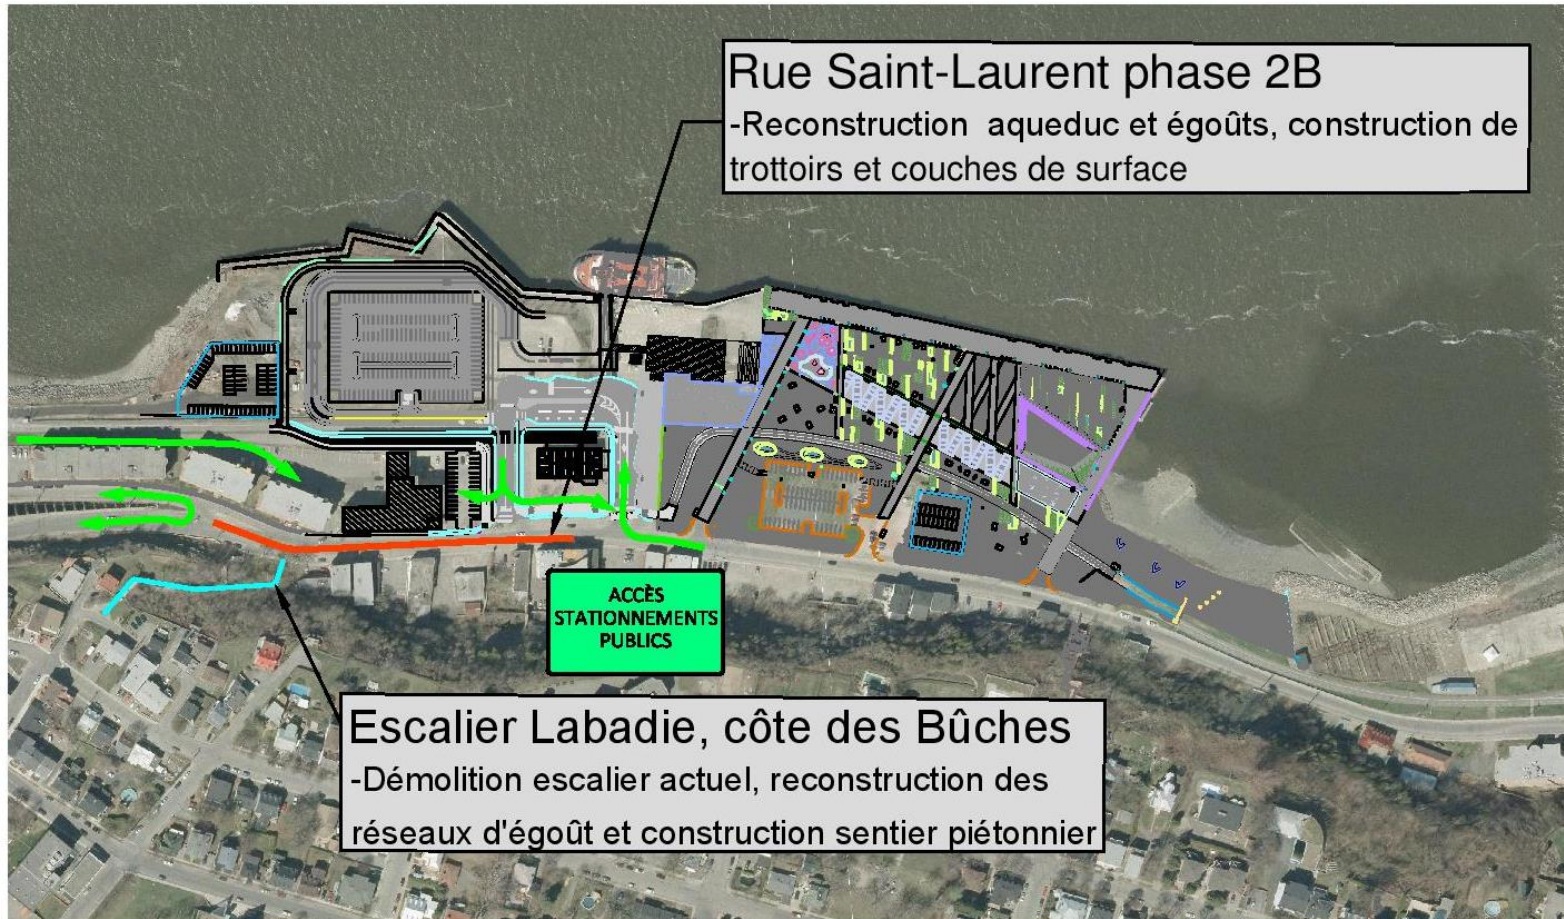 Rue Saint-Laurent phase 2B
-Reconstruction aqueduc et égoûts, construction de
trottoirs et couches de surface
ACCÈS
STATIONNEMENTS
PUBLICS
Escalier Labadie, côte des Bûches
-Démolition escalier actuel, reconstruction des
réseaux d'égoût et construction sentier piétonnier